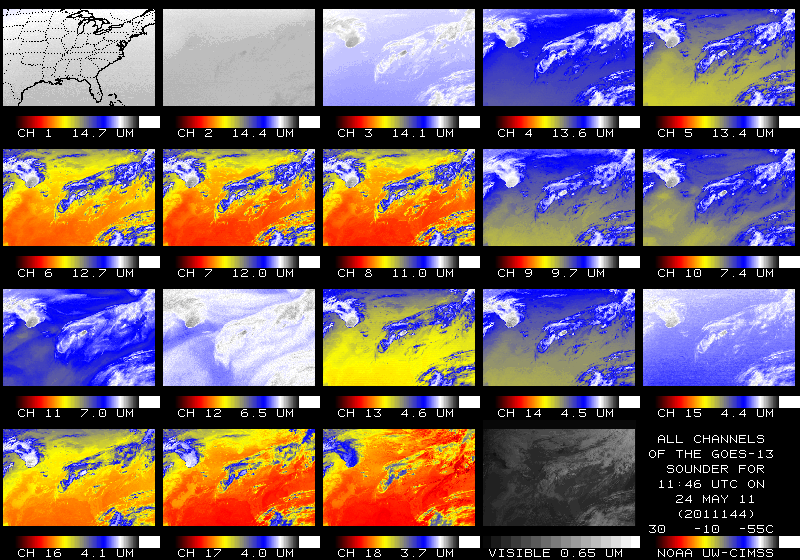 CH 1 14.7 UM
CH 2 14.4 UM
CH 3 14.1 UM
CH 4 13.6 UM
CH 5 13.4 UM
CH 6 12.7 UM
CH 7 12.0 UM
CH 8 11.0 UM
CH 9 9.7 UM
CH 10 7.4 UM
CH 11 7.0 UM
CH 12 6.5 UM
CH 13 4.6 UM
CH 14 4.5 UM
CH 15 4.4 UM
CH 16 4.1 UM
CH 17 4.0 UM
CH 18 3.7 UM
VISIBLE 0.65 UM
ALL CHANNELS
OF THE GOES-13
SOUNDER FOR
11:46 UTC ON
24 MAY 11
(2011144)
30 -10 -55C
NOAA UW-CIMSS